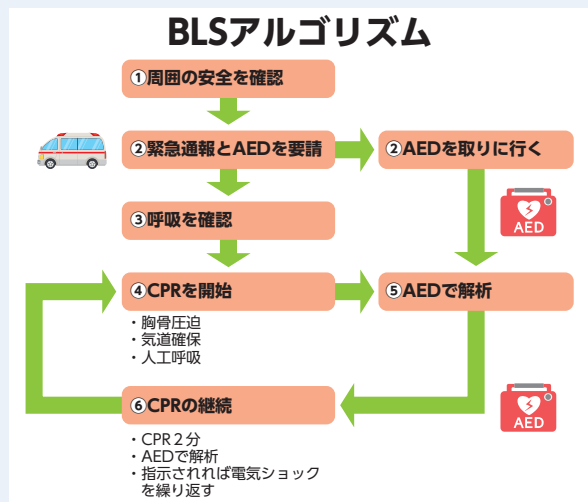 BLSアルゴリズム
①周囲の安全を確認
②緊急通報とAEDを要請
②AEDを取りに行く
③呼吸を確認
AED
④CPRを開始
⑤AEDで解析
・胸骨圧迫
・気道確保
・人工呼吸
⑥CPRの継続
AED
・CPR２分
・AEDで解析
・指示されれば電気ショック
を繰り返す